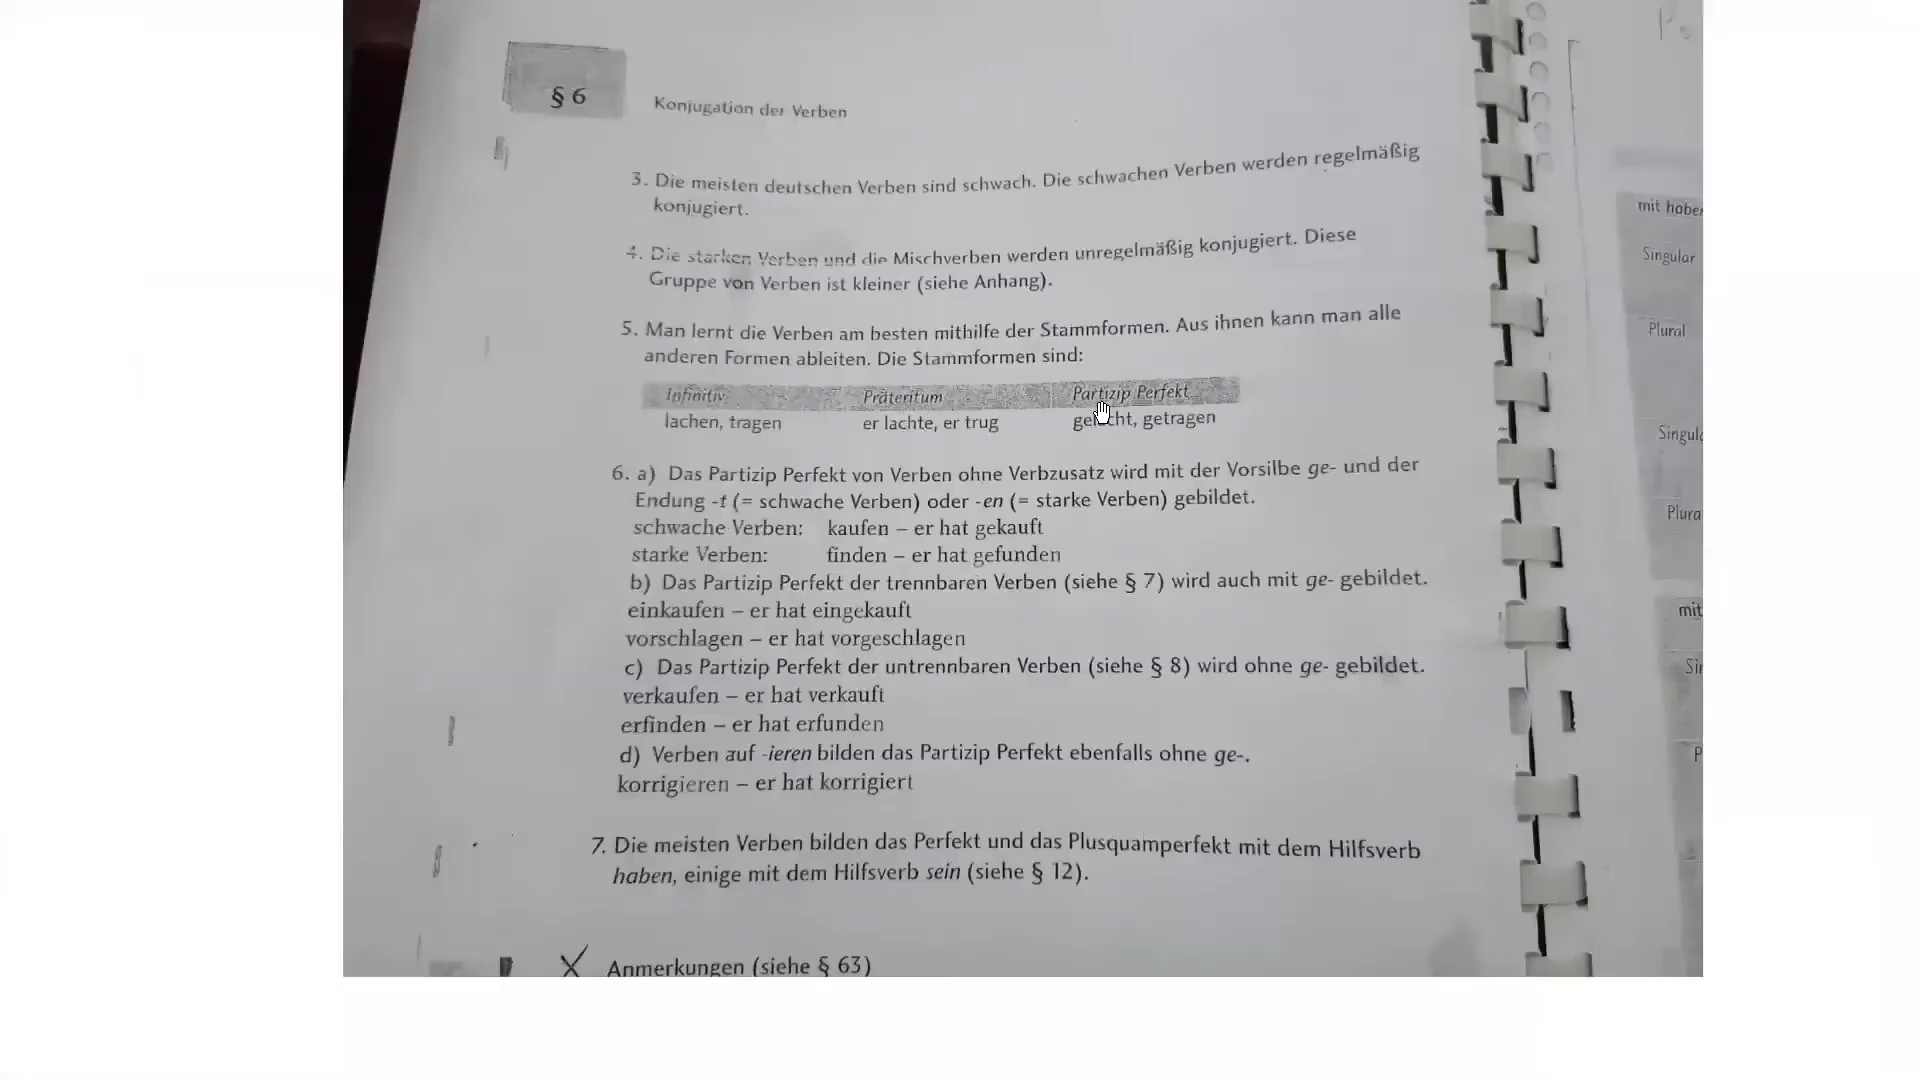 § 6
Konjugation der Verben
3. Die meisten deutschen Verben sind schwach. Die schwachen Verben werden regelmäßig
konjugiert.
4. Die starken Verben und die Mischverben werden unregelmäßig konjugiert. Diese
Gruppe von Verben ist kleiner (siehe Anhang).
5. Man lernt die Verben am besten mithilfe der Stammformen. Aus ihnen kann man alle
anderen Formen ableiten. Die Stammformen sind:
Infinitiv Präteritum Partizip Perfekt
lachen, tragen er lachte, er trug gelacht, getragen
6. a) Das Partizip Perfekt von Verben ohne Verbzusatz wird mit der Vorsilbe ge- und der
Endung -t (= schwache Verben) oder -en (= starke Verben) gebildet.
schwache Verben: kaufen – er hat gekauft
starke Verben: finden – er hat gefunden
b) Das Partizip Perfekt der trennbaren Verben (siehe § 7) wird auch mit ge- gebildet.
einkaufen – er hat eingekauft
vorschlagen – er hat vorgeschlagen
c) Das Partizip Perfekt der untrennbaren Verben (siehe § 8) wird ohne ge- gebildet.
verkaufen – er hat verkauft
erfinden – er hat erfunden
d) Verben auf -ieren bilden das Partizip Perfekt ebenfalls ohne ge-.
korrigieren – er hat korrigiert
7. Die meisten Verben bilden das Perfekt und das Plusquamperfekt mit dem Hilfsverb
haben, einige mit dem Hilfsverb sein (siehe § 12).
Anmerkungen (siehe § 63)
mit habe
Singular
Plural
Singul
Plura
mit
Si
P